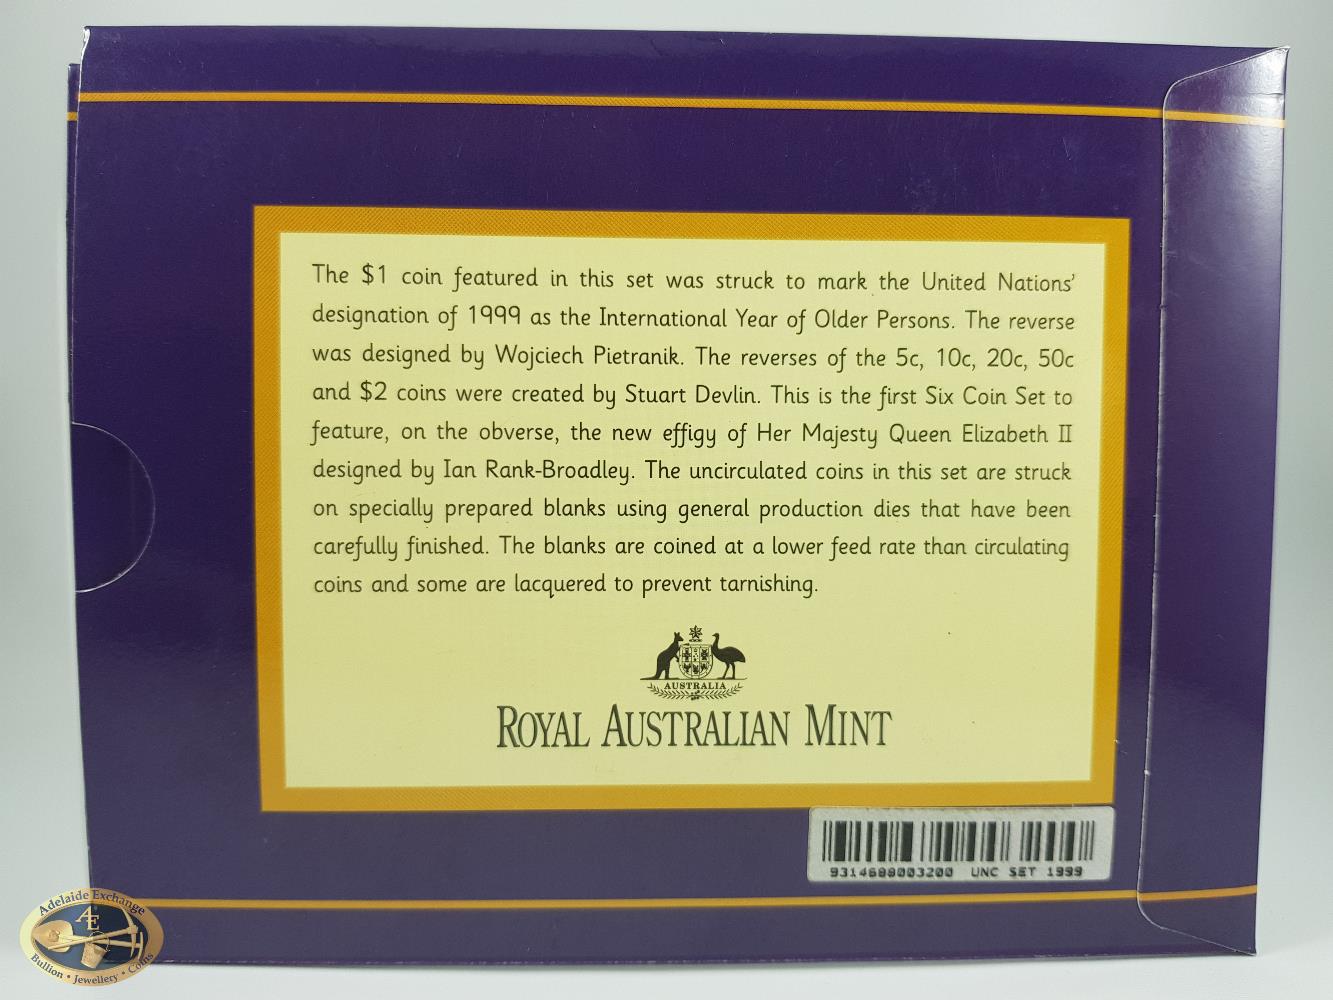 The $1 coin featured in this set was struck to mark the United Nations'
designation of 1999 as the International Year of Older Persons. The reverse
was designed by Wojciech Pietranik. The reverses of the 5c, 10c, 20c, 50c
and $2 coins were created by Stuart Devlin. This is the first Six Coin Set to
feature, on the obverse, the new effigy of Her Majesty Queen Elizabeth II
designed by Ian Rank-Broadley. The uncirculated coins in this set are struck
on specially prepared blanks using general production dies that have been
carefully finished. The blanks are coined at a lower feed rate than circulating
coins and some are lacquered to prevent tarnishing.
AUSTRALIA
ROYAL AUSTRALIAN MINT
9314688003200 UNC SET 1999
Adelaide Exchange
AE
Bullion • Jewellery • Coins